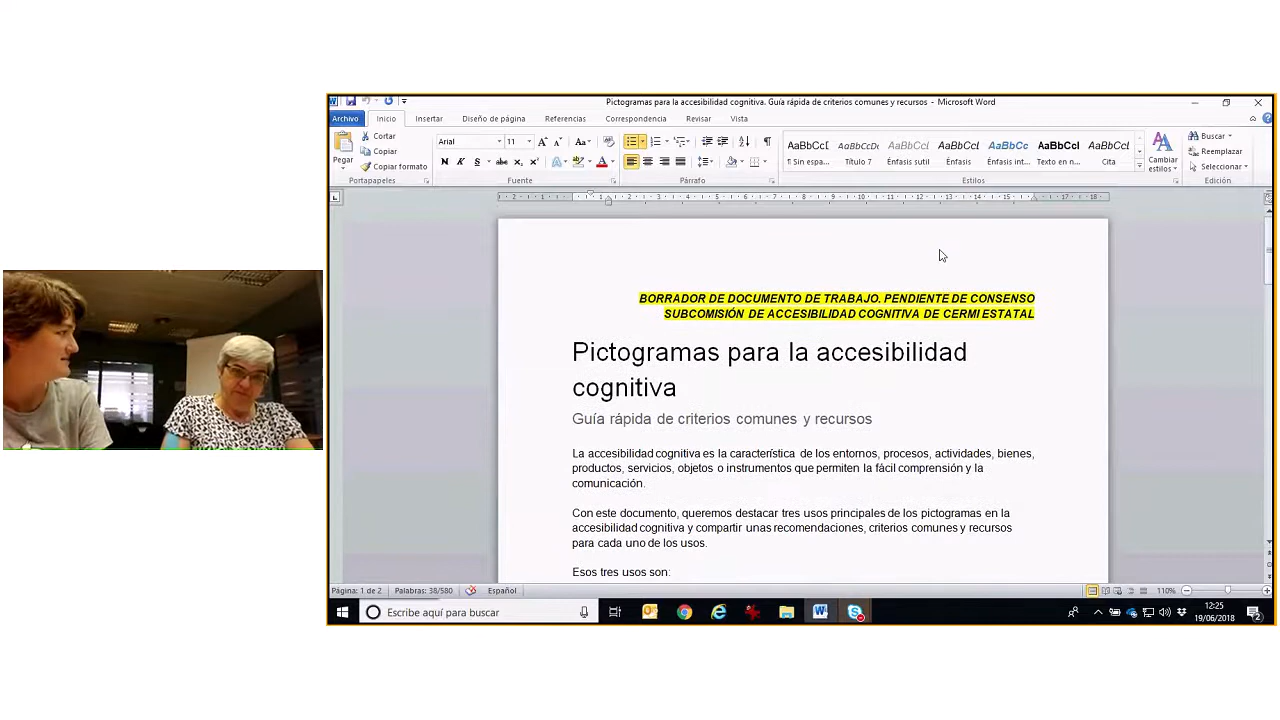 Pictogramas para la accesibilidad cognitiva. Guía rápida de criterios comunes y recursos - Microsoft Word
Archivo Inicio Insertar Diseño de página Referencias Correspondencia Revisar Vista
Pegar
Cortar
Copiar
Copiar formato
Portapapeles
Arial 11
Fuente
Párrafo
AaBbCcI AaBbCcDc AaBbCcI AaBbCcL AaBbCc AaBbCcI AaBbCcL
¶ Sin espa... Título 7 Énfasis sutil Énfasis Énfasis int... Texto en n... Cita
Estilos
Cambiar estilos
Buscar
Reemplazar
Seleccionar
Edición
BORRADOR DE DOCUMENTO DE TRABAJO. PENDIENTE DE CONSENSO
SUBCOMISIÓN DE ACCESIBILIDAD COGNITIVA DE CERMI ESTATAL
Pictogramas para la accesibilidad
cognitiva
Guía rápida de criterios comunes y recursos
La accesibilidad cognitiva es la característica de los entornos, procesos, actividades, bienes,
productos, servicios, objetos o instrumentos que permiten la fácil comprensión y la
comunicación.
Con este documento, queremos destacar tres usos principales de los pictogramas en la
accesibilidad cognitiva y compartir unas recomendaciones, criterios comunes y recursos
para cada uno de los usos.
Esos tres usos son:
Página: 1 de 2 Palabras: 38/580 Español 110%
Escribe aquí para buscar
12:25
19/06/2018